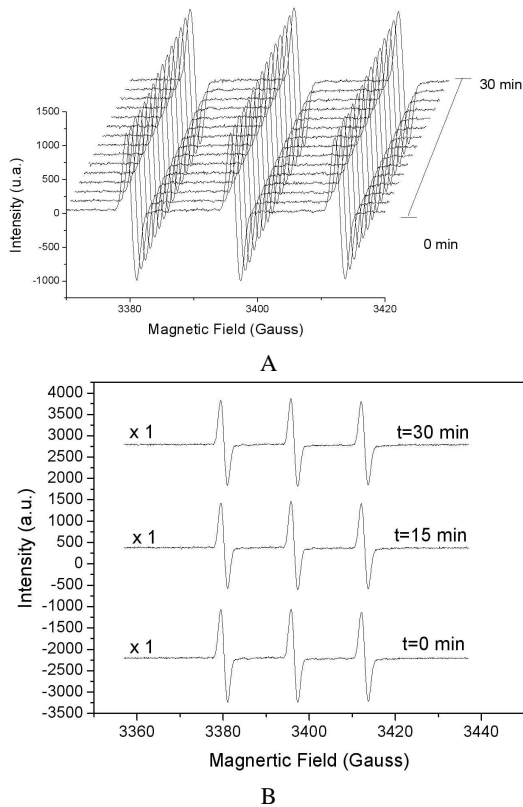 1500
1000
500
0
-500
-1000
Intensity (u.a.)
30 min
0 min
3380 3400 3420
Magnetic Field (Gauss)
A
4000
3500
3000
2500
2000
1500
1000
500
0
-500
-1000
-1500
-2000
-2500
-3000
-3500
Intensity (a.u.)
x 1 t=30 min
x 1 t=15 min
x 1 t=0 min
3360 3380 3400 3420 3440
Magnertic Field (Gauss)
B